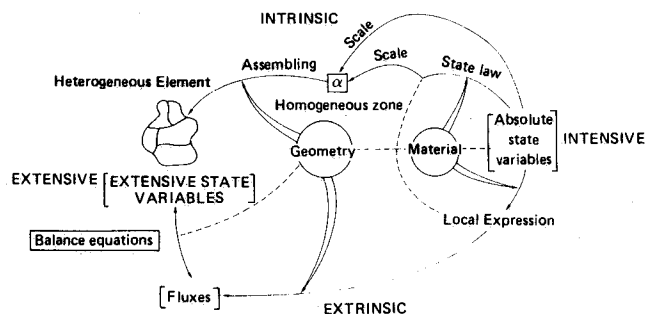 INTRINSIC
Scale
Assembling
Scale
State law
Heterogeneous Element
α
Homogeneous zone
Geometry
Material
[Absolute
state
variables]
INTENSIVE
EXTENSIVE
[EXTENSIVE STATE
VARIABLES]
Local Expression
Balance equations
[Fluxes]
EXTRINSIC